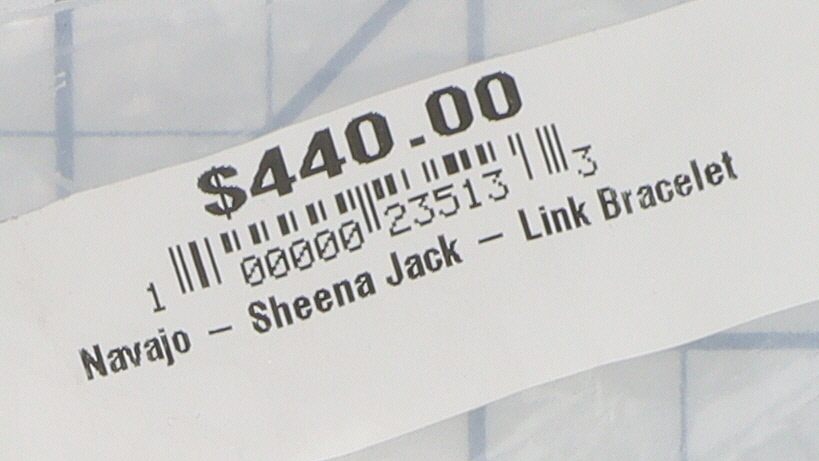 $440.00
1 00000 23513 3
Navajo - Sheena Jack - Link Bracelet